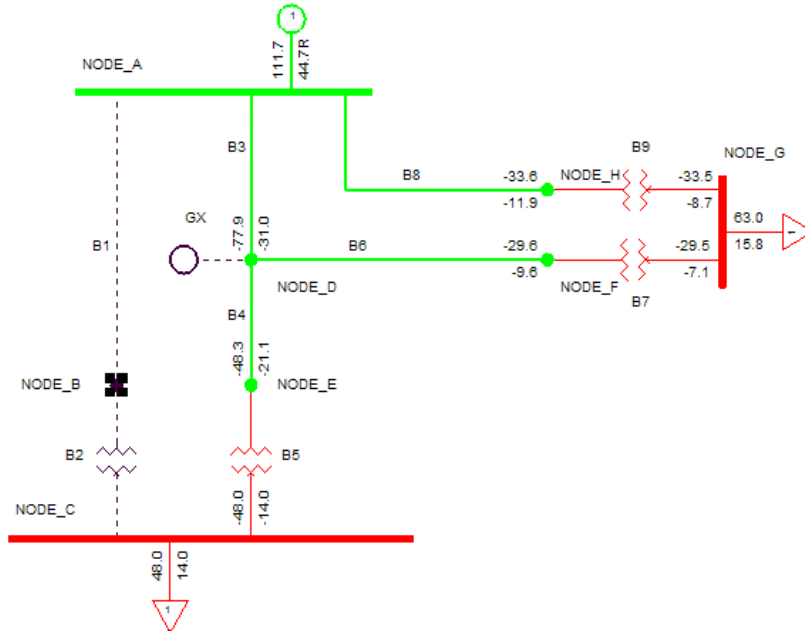 1
111.7
44.7R
NODE_A
B3
B9
NODE_G
B8
-33.6
NODE_H
-33.5
-11.9
-8.7
63.0
1
15.8
GX
-77.9
-31.0
B1
B6
-29.6
-29.5
-9.6
NODE_F
-7.1
NODE_D
B7
B4
-48.3
-21.1
NODE_B
NODE_E
B2
B5
-48.0
-14.0
NODE_C
48.0
14.0
1